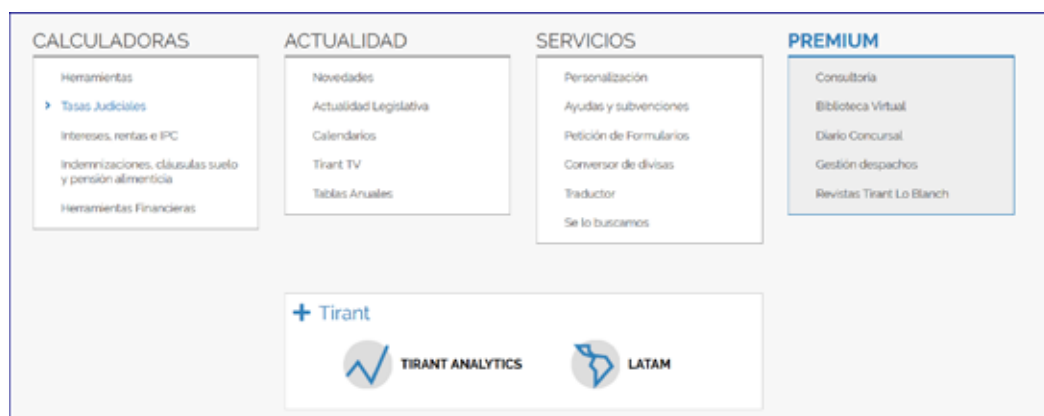 CALCULADORAS
Herramientas
Tasas Judiciales
Intereses, rentas e IPC
Indemnizaciones, cláusulas suelo
y pensión alimenticia
Herramientas Financieras
ACTUALIDAD
Novedades
Actualidad Legislativa
Calendarios
Tirant TV
Tablas Anuales
SERVICIOS
Personalización
Ayudas y subvenciones
Petición de Formularios
Conversor de divisas
Traductor
Se lo buscamos
PREMIUM
Consultoria
Biblioteca Virtual
Diario Concursal
Gestión despachos
Revistas Tirant Lo Blanch
+ Tirant
TIRANT ANALYTICS
LATAM